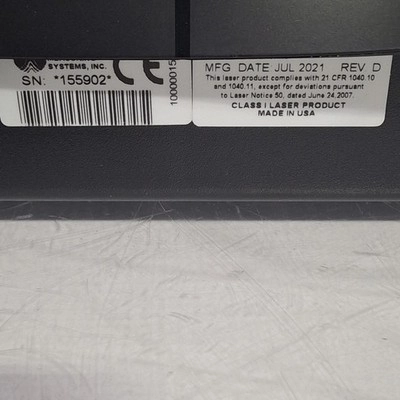 SYSTEMS, INC.
SN: *155902*
CE
10000015
MFG DATE: JUL 2021 REV D
This laser product complies with 21 CFR 1040.10
and 1040.11, except for deviations pursuant
to Laser Notice 50, dated June 24,2007.
CLASS I LASER PRODUCT
MADE IN USA